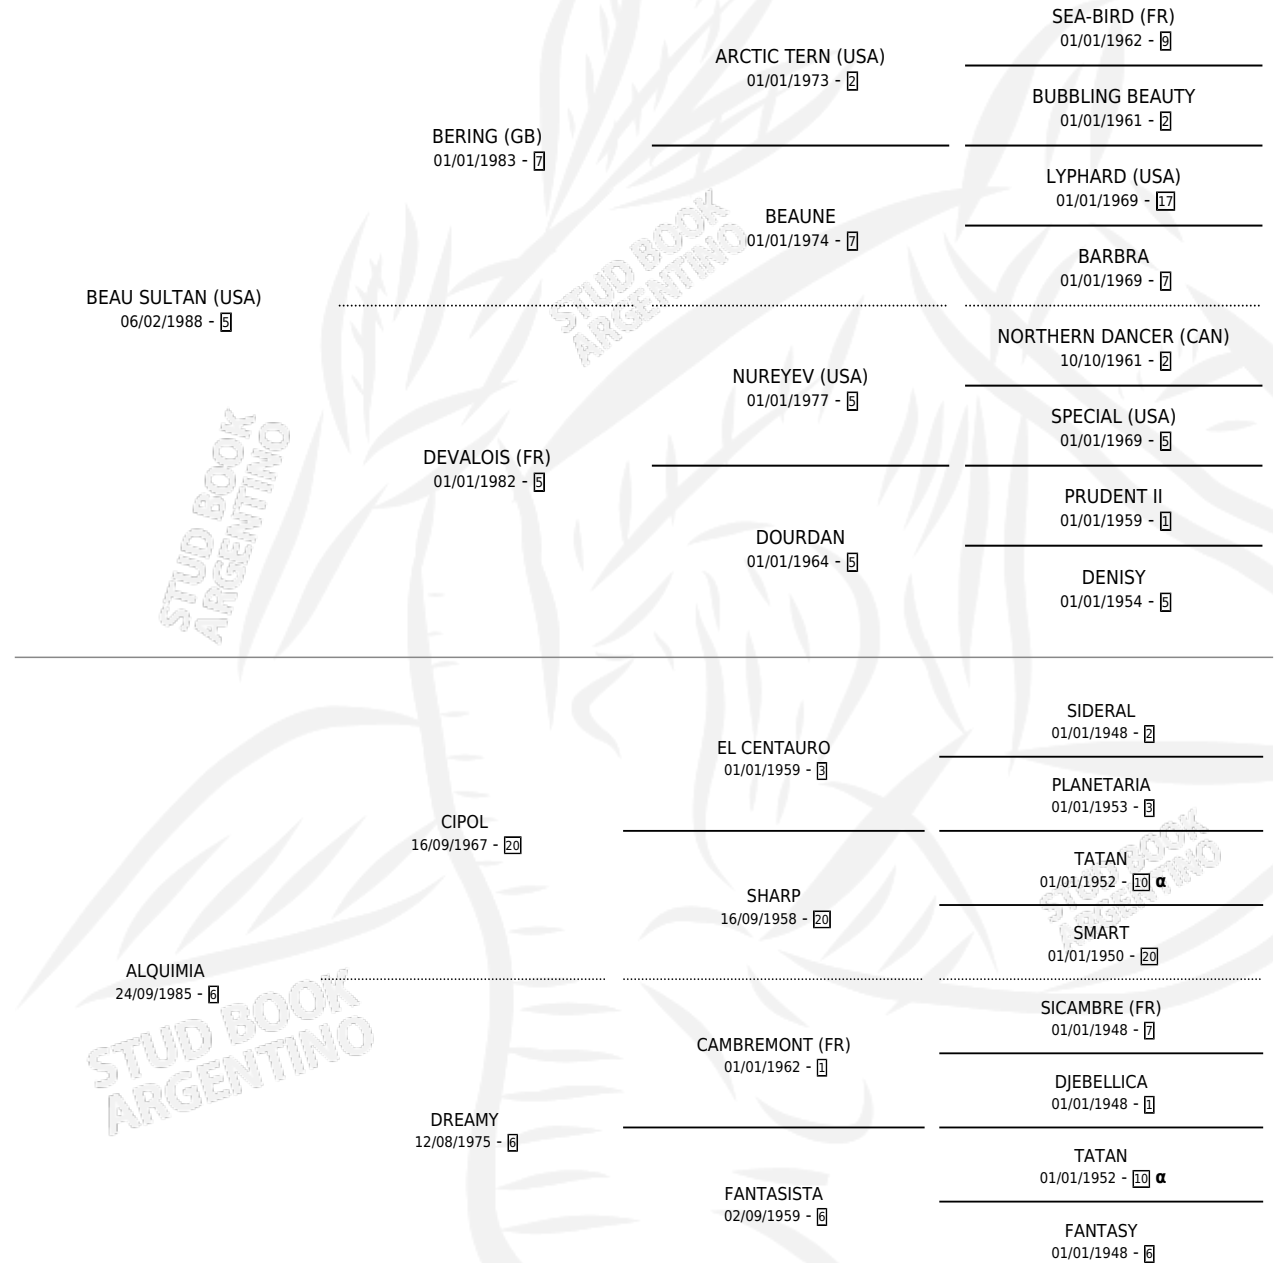 SEA-BIRD (FR)
01/01/1962 - 9
ARCTIC TERN (USA)
01/01/1973 - 2
BUBBLING BEAUTY
01/01/1961 - 2
BERING (GB)
01/01/1983 - 7
LYPHARD (USA)
01/01/1969 - 17
BEAUNE
01/01/1974 - 7
BARBRA
01/01/1969 - 7
BEAU SULTAN (USA)
06/02/1988 - 5
NORTHERN DANCER (CAN)
10/10/1961 - 2
NUREYEV (USA)
01/01/1977 - 5
SPECIAL (USA)
01/01/1969 - 5
DEVALOIS (FR)
01/01/1982 - 5
PRUDENT II
01/01/1959 - 1
DOURDAN
01/01/1964 - 5
DENISY
01/01/1954 - 5
SIDERAL
01/01/1948 - 2
EL CENTAURO
01/01/1959 - 3
PLANETARIA
01/01/1953 - 3
CIPOL
16/09/1967 - 20
TATAN
01/01/1952 - 10 α
SHARP
16/09/1958 - 20
SMART
01/01/1950 - 20
ALQUIMIA
24/09/1985 - 6
SICAMBRE (FR)
01/01/1948 - 7
CAMBREMONT (FR)
01/01/1962 - 1
DJEBELLICA
01/01/1948 - 1
DREAMY
12/08/1975 - 6
TATAN
01/01/1952 - 10 α
FANTASISTA
02/09/1959 - 6
FANTASY
01/01/1948 - 6
STUD BOOK
ARGENTINO
STUD BOOK
ARGENTINO
STUD BOOK
ARGENTINO
STUD BOOK
ARGENTINO